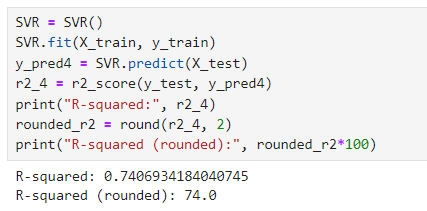 SVR = SVR()
SVR.fit(X_train, y_train)
y_pred4 = SVR.predict(X_test)
r2_4 = r2_score(y_test, y_pred4)
print("R-squared:", r2_4)
rounded_r2 = round(r2_4, 2)
print("R-squared (rounded):", rounded_r2*100)
R-squared: 0.7406934184040745
R-squared (rounded): 74.0